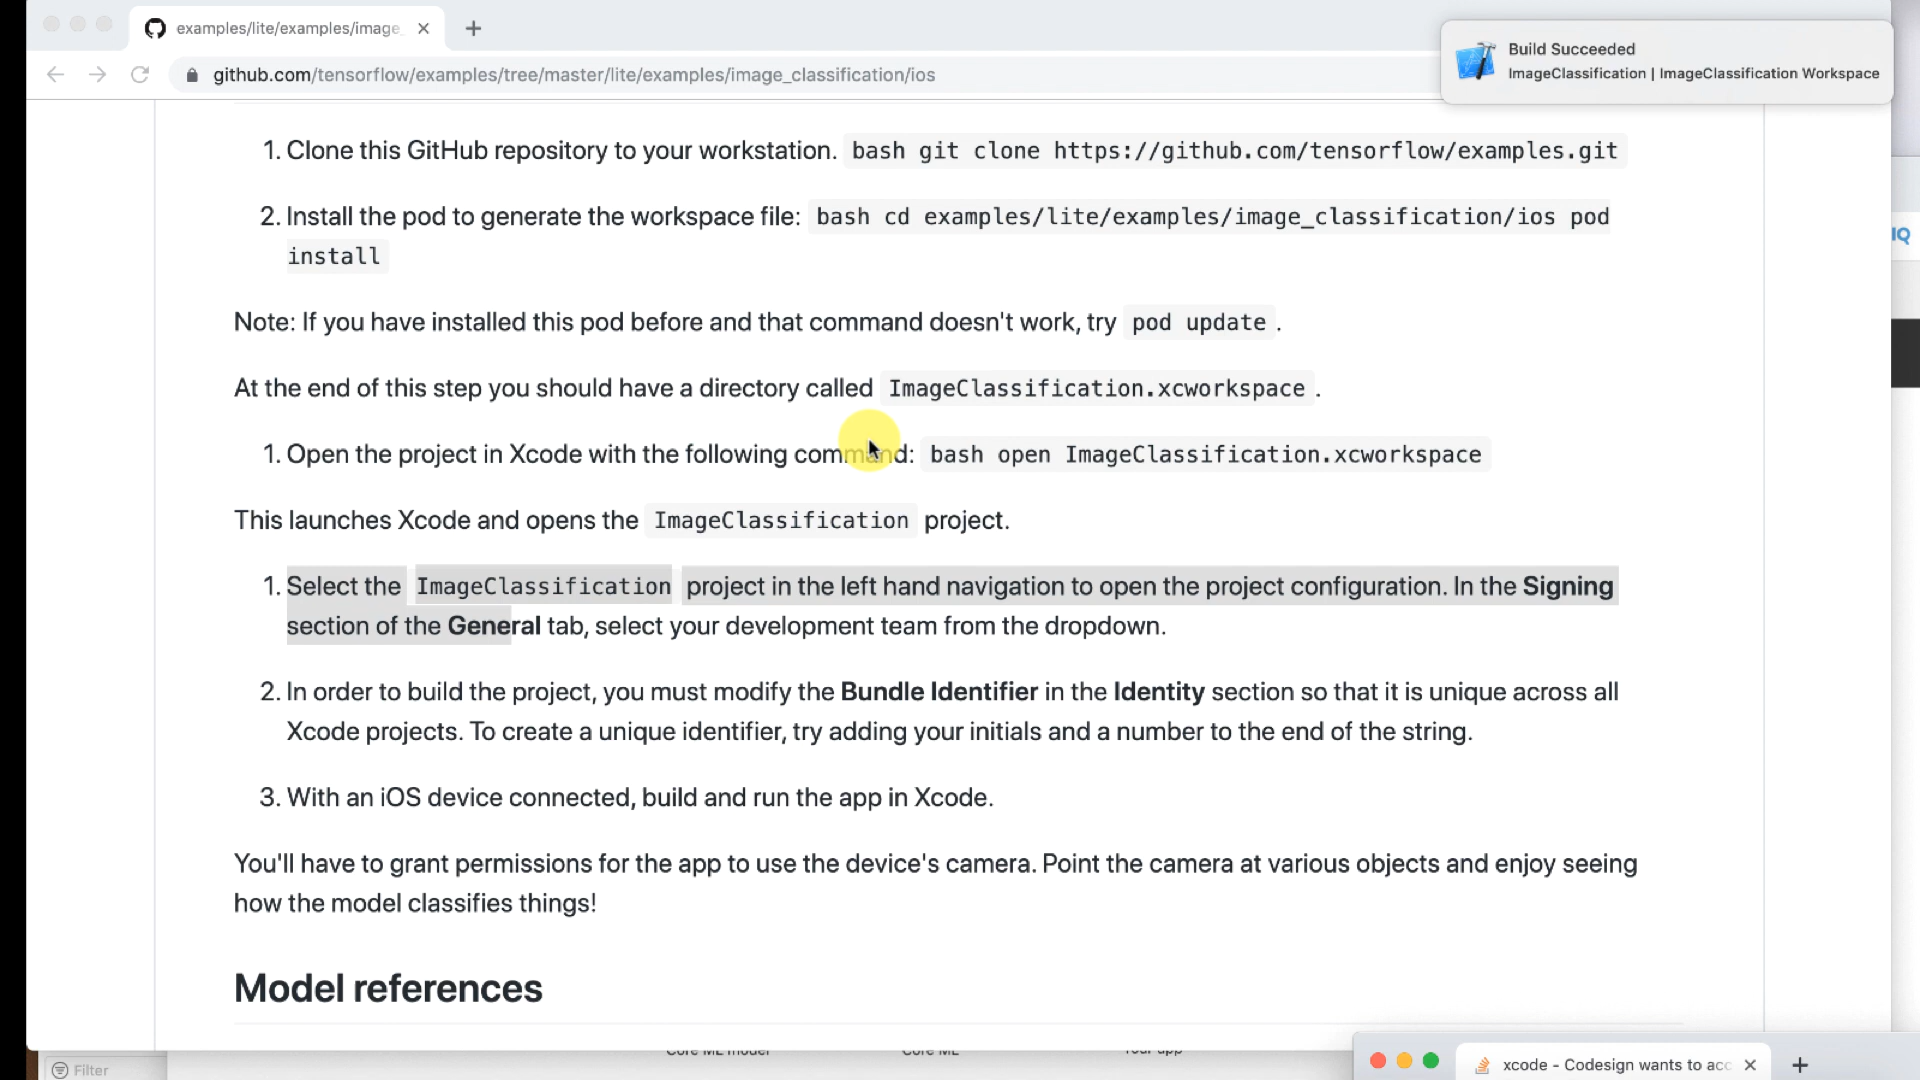 examples/lite/examples/image_
github.com/tensorflow/examples/tree/master/lite/examples/image_classification/ios
Build Succeeded
ImageClassification | ImageClassification Workspace
1. Clone this GitHub repository to your workstation. bash git clone https://github.com/tensorflow/examples.git
2. Install the pod to generate the workspace file: bash cd examples/lite/examples/image_classification/ios pod
install
IQ
Note: If you have installed this pod before and that command doesn't work, try pod update .
At the end of this step you should have a directory called ImageClassification.xcworkspace .
1. Open the project in Xcode with the following command: bash open ImageClassification.xcworkspace
This launches Xcode and opens the ImageClassification project.
1. Select the ImageClassification project in the left hand navigation to open the project configuration. In the Signing
section of the General tab, select your development team from the dropdown.
2. In order to build the project, you must modify the Bundle Identifier in the Identity section so that it is unique across all
Xcode projects. To create a unique identifier, try adding your initials and a number to the end of the string.
3. With an iOS device connected, build and run the app in Xcode.
You'll have to grant permissions for the app to use the device's camera. Point the camera at various objects and enjoy seeing
how the model classifies things!
Model references
Core ML model Core ML Your app
Filter
xcode - Codesign wants to acc